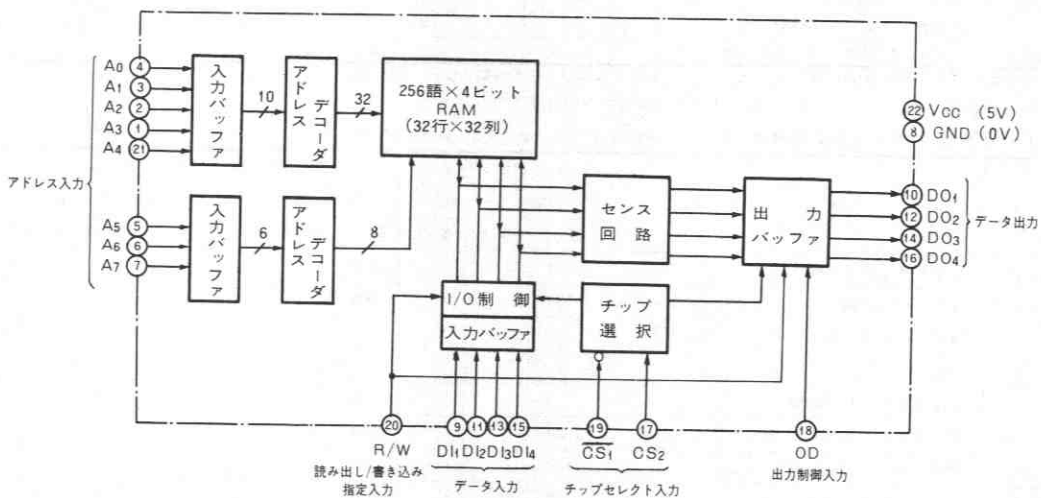 アドレス入力
A0 4
A1 3
A2 2
A3 1
A4 21
入力バッファ
10
アドレスデコーダ
32
256語×4ビット
RAM
(32行×32列)
22 VCC (5V)
8 GND (0V)
A5 5
A6 6
A7 7
入力バッファ
6
アドレスデコーダ
8
センス
回路
出力
バッファ
10 DO1
12 DO2
14 DO3
16 DO4
データ出力
I/O制御
入力バッファ
チップ
選択
20
9
11
13
15
19
17
18
R/W
DI1 DI2 DI3 DI4
CS1
CS2
OD
読み出し/書き込み
指定入力
データ入力
チップセレクト入力
出力制御入力